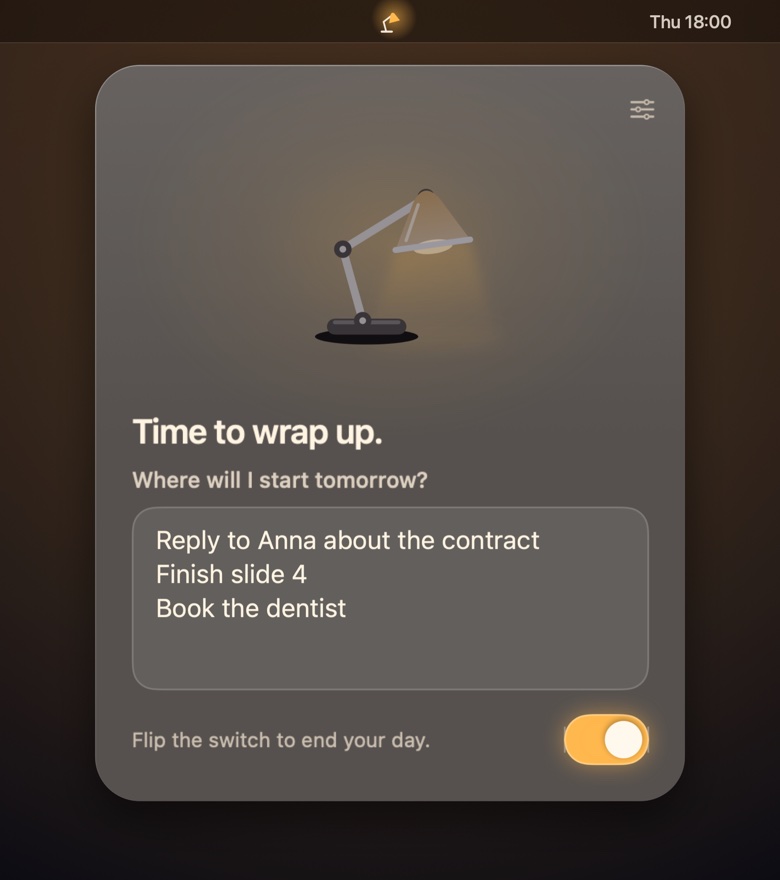 Thu 18:00
Time to wrap up.
Where will I start tomorrow?
Reply to Anna about the contract
Finish slide 4
Book the dentist
Flip the switch to end your day.